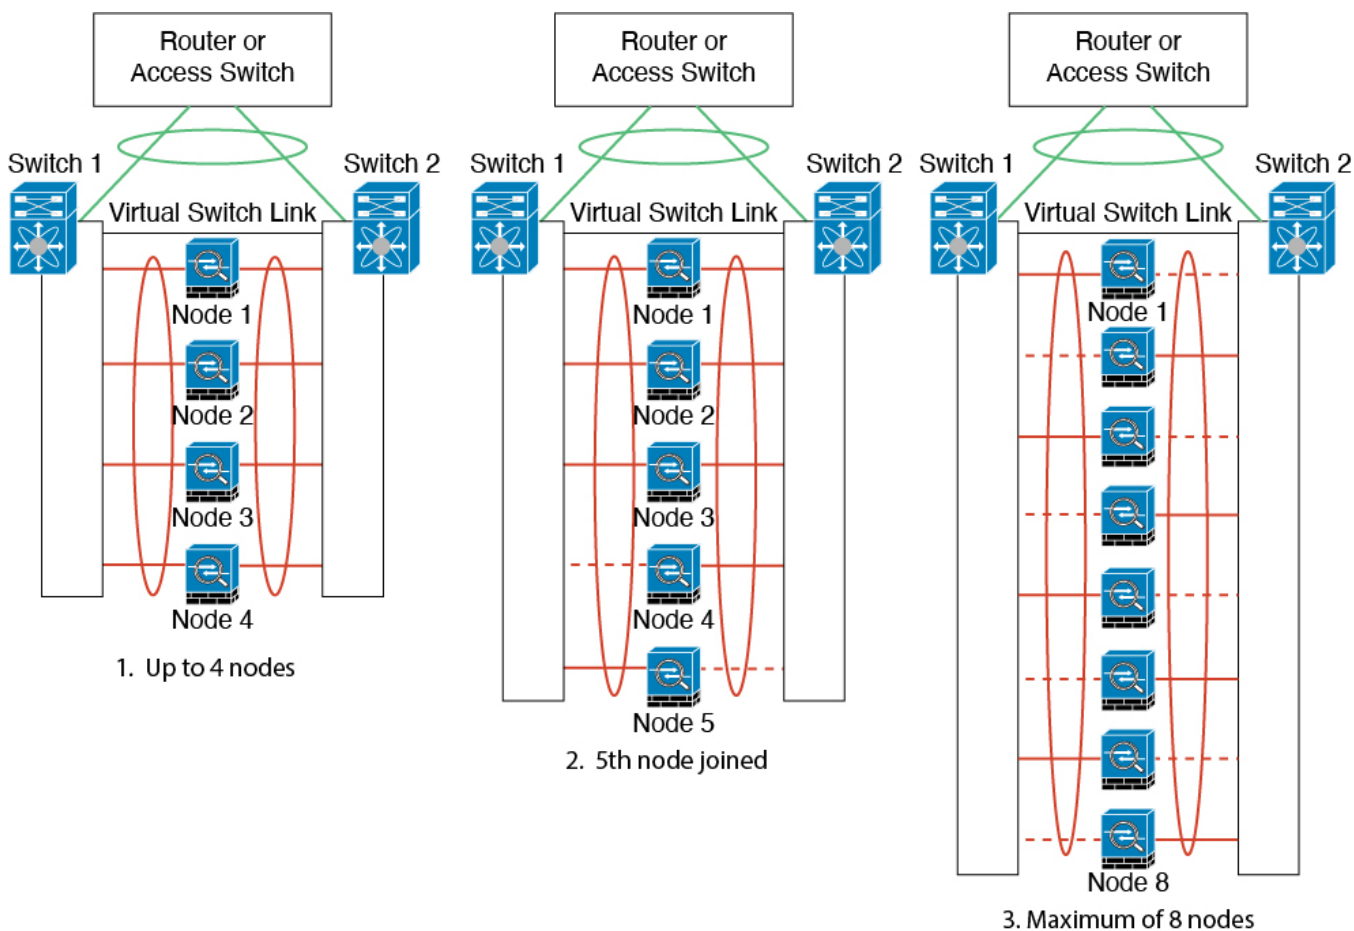 Router or
Access Switch
Switch 1
Switch 2
Virtual Switch Link
Node 1
Node 2
Node 3
Node 4
1. Up to 4 nodes
Router or
Access Switch
Switch 1
Switch 2
Virtual Switch Link
Node 1
Node 2
Node 3
Node 4
Node 5
2. 5th node joined
Router or
Access Switch
Switch 1
Switch 2
Virtual Switch Link
Node 1
Node 8
3. Maximum of 8 nodes